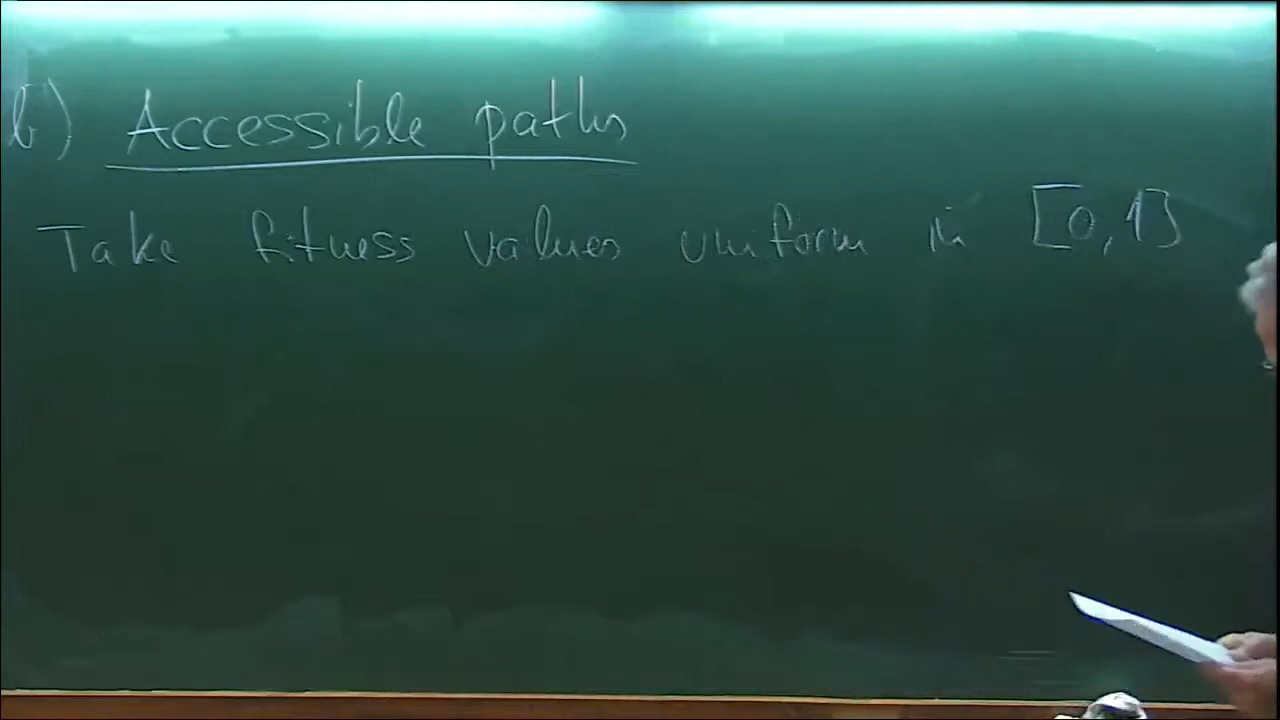 b) Accessible paths
Take fitness values uniform in [0,1]